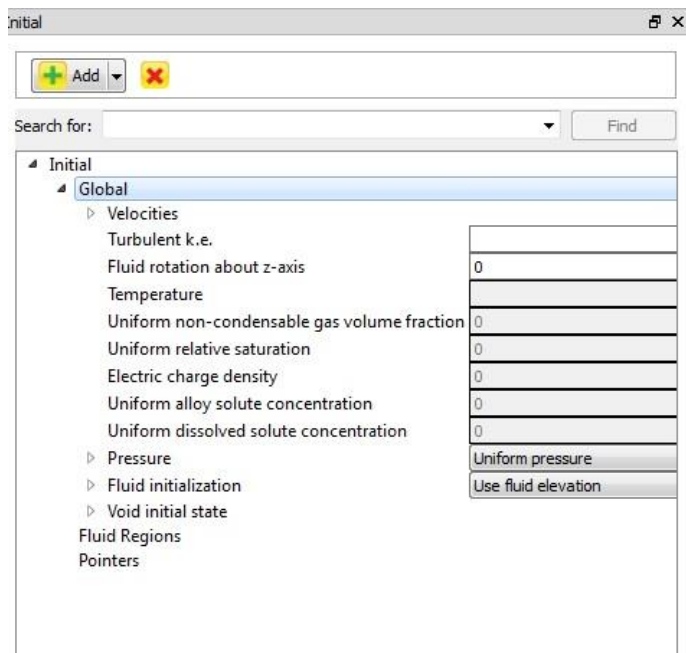 Initial
Add
Search for:
Find
Initial
Global
Velocities
Turbulent k.e.
Fluid rotation about z-axis 0
Temperature
Uniform non-condensable gas volume fraction 0
Uniform relative saturation 0
Electric charge density 0
Uniform alloy solute concentration 0
Uniform dissolved solute concentration 0
Pressure Uniform pressure
Fluid initialization Use fluid elevation
Void initial state
Fluid Regions
Pointers